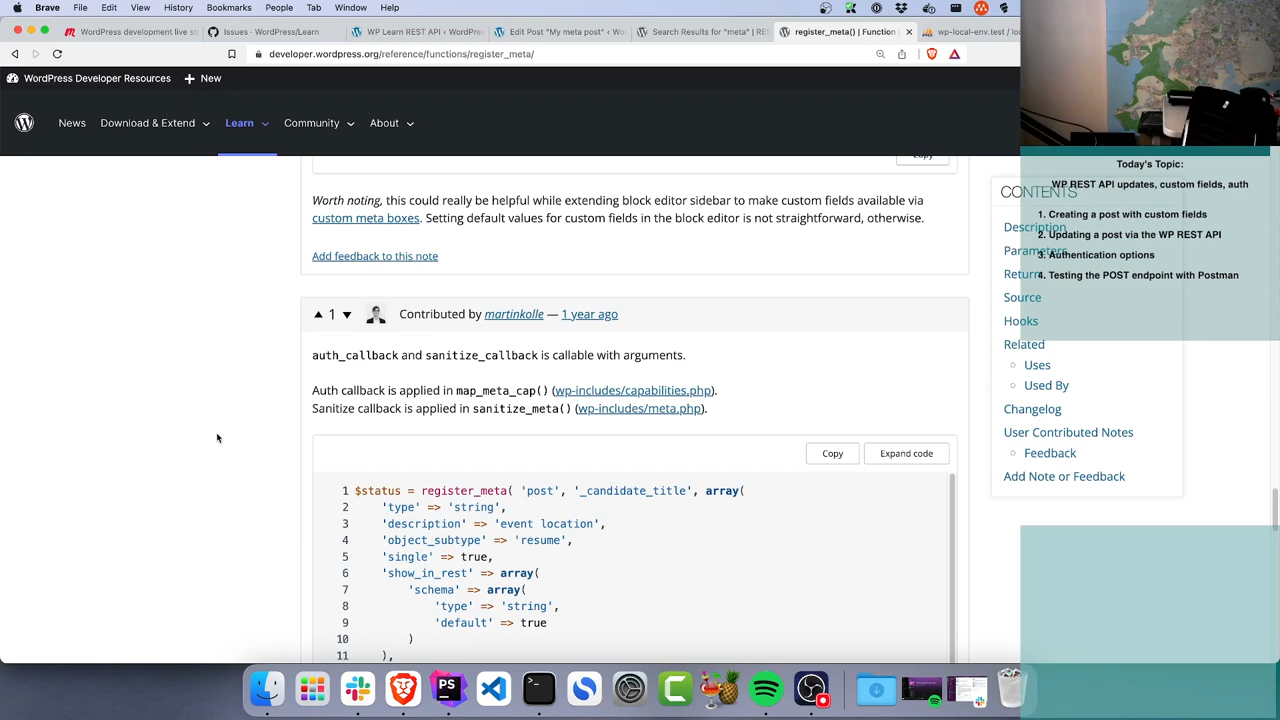 Brave File Edit View History Bookmarks People Tab Window Help
WordPress development live st
Issues · WordPress/Learn
WP Learn REST API ‹ WordPres
Edit Post "My meta post" ‹ Wo
Search Results for "meta" | RES
register_meta() | Function
wp-local-env.test / loc
developer.wordpress.org/reference/functions/register_meta/
WordPress Developer Resources + New
News Download & Extend Learn Community About
Copy
Worth noting, this could really be helpful while extending block editor sidebar to make custom fields available via
custom meta boxes. Setting default values for custom fields in the block editor is not straightforward, otherwise.
Add feedback to this note
1 Contributed by martinkolle — 1 year ago
auth_callback and sanitize_callback is callable with arguments.
Auth callback is applied in map_meta_cap() (wp-includes/capabilities.php).
Sanitize callback is applied in sanitize_meta() (wp-includes/meta.php).
Copy Expand code
1 $status = register_meta( 'post', '_candidate_title', array(
2 'type' => 'string',
3 'description' => 'event location',
4 'object_subtype' => 'resume',
5 'single' => true,
6 'show_in_rest' => array(
7 'schema' => array(
8 'type' => 'string',
9 'default' => true
10 )
11 ),
CONTENTS
Description
Parameters
Return
Source
Hooks
Related
Uses
Used By
Changelog
User Contributed Notes
Feedback
Add Note or Feedback
Today's Topic:
WP REST API updates, custom fields, auth
1. Creating a post with custom fields
2. Updating a post via the WP REST API
3. Authentication options
4. Testing the POST endpoint with Postman
PS